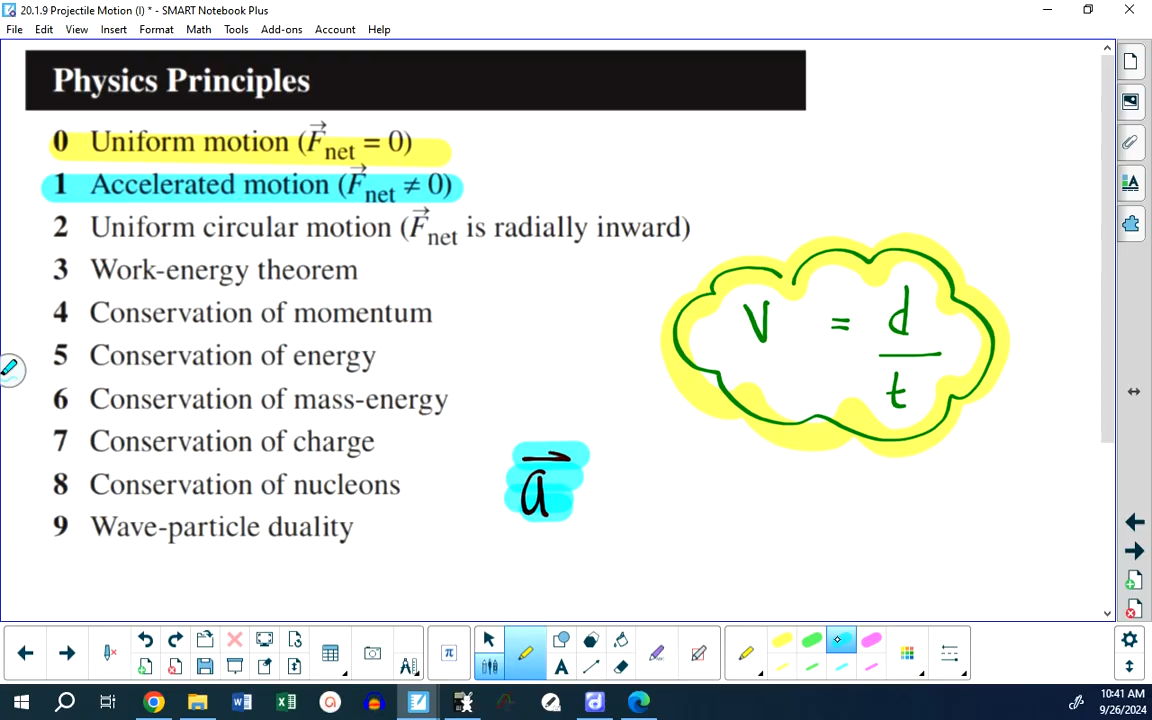 20.1.9 Projectile Motion (I) * - SMART Notebook Plus
File Edit View Insert Format Math Tools Add-ons Account Help
Physics Principles
0 Uniform motion (F⃗net = 0)
1 Accelerated motion (F⃗net ≠ 0)
2 Uniform circular motion (F⃗net is radially inward)
3 Work-energy theorem
4 Conservation of momentum
5 Conservation of energy
6 Conservation of mass-energy
7 Conservation of charge
8 Conservation of nucleons
9 Wave-particle duality
v = d/t
a⃗
10:41 AM
9/26/2024